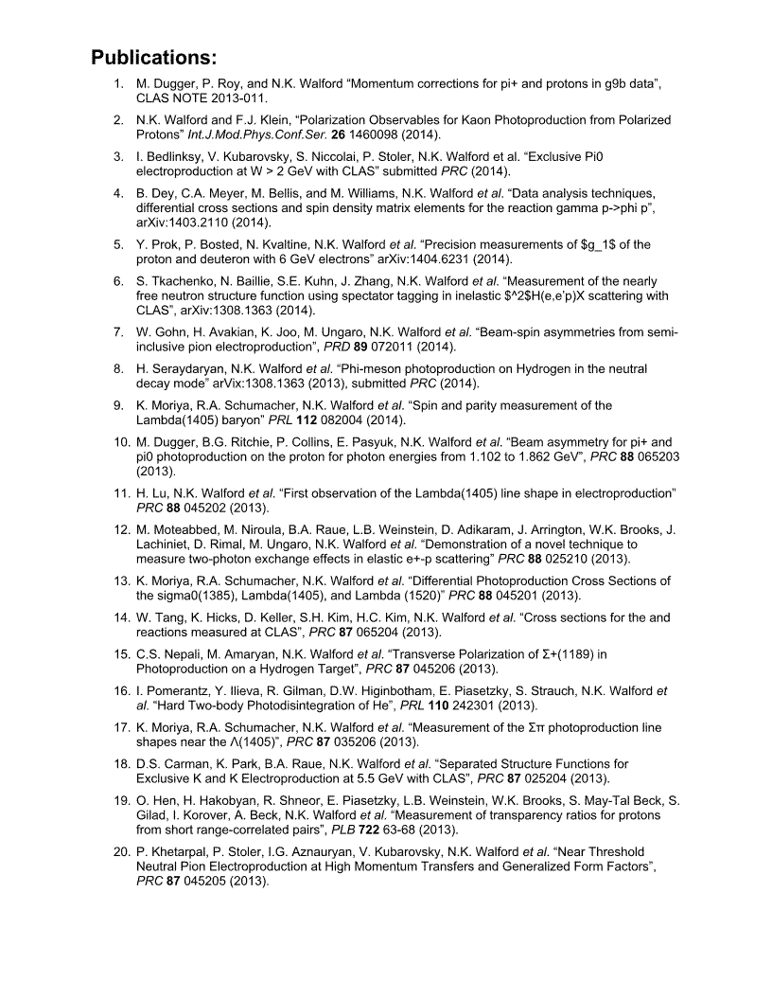 Publications:
1. M. Dugger, P. Roy, and N.K. Walford “Momentum corrections for pi+ and protons in g9b data”,
CLAS NOTE 2013-011.
2. N.K. Walford and F.J. Klein, “Polarization Observables for Kaon Photoproduction from Polarized
Protons” Int.J.Mod.Phys.Conf.Ser. 26 1460098 (2014).
3. I. Bedlinksy, V. Kubarovsky, S. Niccolai, P. Stoler, N.K. Walford et al. “Exclusive Pi0
electroproduction at W > 2 GeV with CLAS” submitted PRC (2014).
4. B. Dey, C.A. Meyer, M. Bellis, and M. Williams, N.K. Walford et al. “Data analysis techniques,
differential cross sections and spin density matrix elements for the reaction gamma p->phi p”,
arXiv:1403.2110 (2014).
5. Y. Prok, P. Bosted, N. Kvaltine, N.K. Walford et al. “Precision measurements of $g_1$ of the
proton and deuteron with 6 GeV electrons” arXiv:1404.6231 (2014).
6. S. Tkachenko, N. Baillie, S.E. Kuhn, J. Zhang, N.K. Walford et al. “Measurement of the nearly
free neutron structure function using spectator tagging in inelastic $^2$H(e,e’p)X scattering with
CLAS”, arXiv:1308.1363 (2014).
7. W. Gohn, H. Avakian, K. Joo, M. Ungaro, N.K. Walford et al. “Beam-spin asymmetries from semi-
inclusive pion electroproduction”, PRD 89 072011 (2014).
8. H. Seraydaryan, N.K. Walford et al. “Phi-meson photoproduction on Hydrogen in the neutral
decay mode” arVix:1308.1363 (2013), submitted PRC (2014).
9. K. Moriya, R.A. Schumacher, N.K. Walford et al. “Spin and parity measurement of the
Lambda(1405) baryon” PRL 112 082004 (2014).
10. M. Dugger, B.G. Ritchie, P. Collins, E. Pasyuk, N.K. Walford et al. “Beam asymmetry for pi+ and
pi0 photoproduction on the proton for photon energies from 1.102 to 1.862 GeV”, PRC 88 065203
(2013).
11. H. Lu, N.K. Walford et al. “First observation of the Lambda(1405) line shape in electroproduction”
PRC 88 045202 (2013).
12. M. Moteabbed, M. Niroula, B.A. Raue, L.B. Weinstein, D. Adikaram, J. Arrington, W.K. Brooks, J.
Lachiniet, D. Rimal, M. Ungaro, N.K. Walford et al. “Demonstration of a novel technique to
measure two-photon exchange effects in elastic e+-p scattering” PRC 88 025210 (2013).
13. K. Moriya, R.A. Schumacher, N.K. Walford et al. “Differential Photoproduction Cross Sections of
the sigma0(1385), Lambda(1405), and Lambda (1520)” PRC 88 045201 (2013).
14. W. Tang, K. Hicks, D. Keller, S.H. Kim, H.C. Kim, N.K. Walford et al. “Cross sections for the and
reactions measured at CLAS”, PRC 87 065204 (2013).
15. C.S. Nepali, M. Amaryan, N.K. Walford et al. “Transverse Polarization of Σ+(1189) in
Photoproduction on a Hydrogen Target”, PRC 87 045206 (2013).
16. I. Pomerantz, Y. Ilieva, R. Gilman, D.W. Higinbotham, E. Piasetzky, S. Strauch, N.K. Walford et
al. “Hard Two-body Photodisintegration of He”, PRL 110 242301 (2013).
17. K. Moriya, R.A. Schumacher, N.K. Walford et al. “Measurement of the Σπ photoproduction line
shapes near the Λ(1405)”, PRC 87 035206 (2013).
18. D.S. Carman, K. Park, B.A. Raue, N.K. Walford et al. “Separated Structure Functions for
Exclusive K and K Electroproduction at 5.5 GeV with CLAS”, PRC 87 025204 (2013).
19. O. Hen, H. Hakobyan, R. Shneor, E. Piasetzky, L.B. Weinstein, W.K. Brooks, S. May-Tal Beck, S.
Gilad, I. Korover, A. Beck, N.K. Walford et al. “Measurement of transparency ratios for protons
from short range-correlated pairs”, PLB 722 63-68 (2013).
20. P. Khetarpal, P. Stoler, I.G. Aznauryan, V. Kubarovsky, N.K. Walford et al. “Near Threshold
Neutral Pion Electroproduction at High Momentum Transfers and Generalized Form Factors”,
PRC 87 045205 (2013).